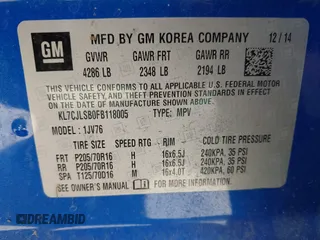 GM
MFD BY GM KOREA COMPANY 12/14
GVWR GAWR FRT GAWR RR
4286 LB 2348 LB 2194 LB
THIS VEHICLE CONFORMS TO ALL APPLICABLE U.S. FEDERAL MOTOR
VEHICLE SAFETY, BUMPER, AND THEFT PREVENTION STANDARDS
IN EFFECT ON THE DATE OF MANUFACTURE SHOWN ABOVE.
KL7CJLSB0FB118005 TYPE: MPV
MODEL: 1JV76
TIRE SIZE SPEED RTG RIM COLD TIRE PRESSURE
FRT P205/70R16 H 16x6.5J 240KPA, 35 PSI
RR P205/70R16 H 16x6.5J 240KPA, 35 PSI
SPA T125/70D16 M 16x4.0T 420KPA, 60 PSI
SEE OWNER'S MANUAL FOR ADDITIONAL INFORMATION.
DREAMBID